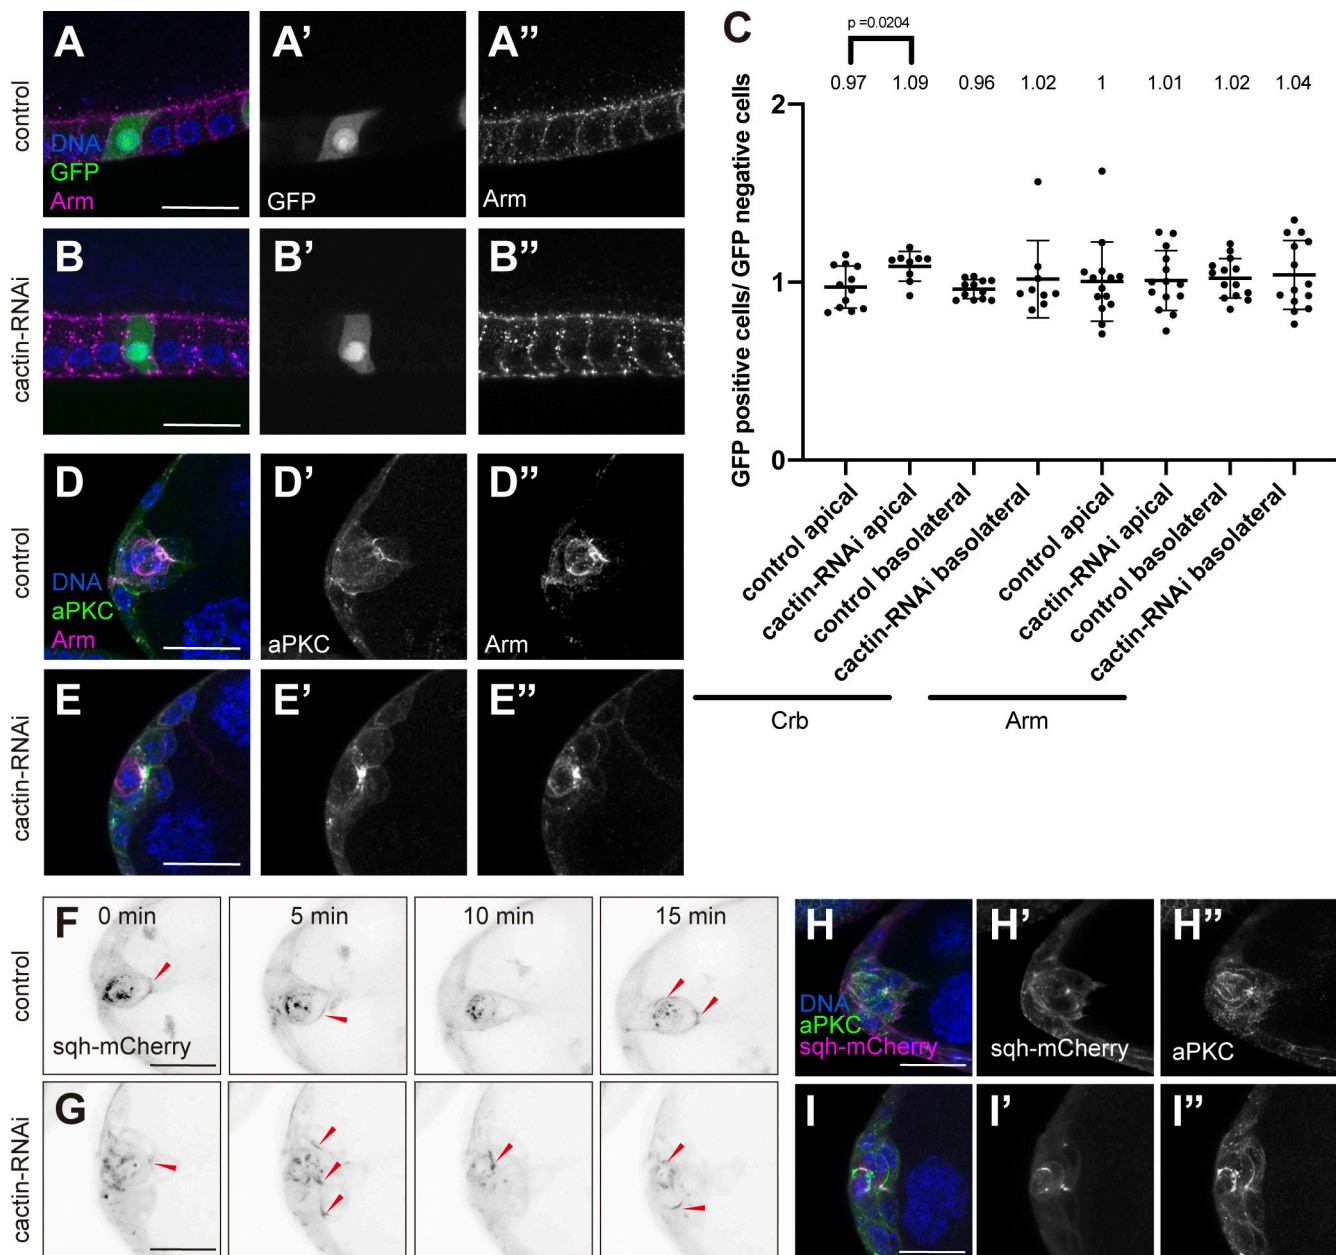 A
A’
A”
control
DNA
GFP
Arm
GFP
Arm
B
B’
B”
cactin-RNAi
C
p =0.0204
0.97 1.09 0.96 1.02 1 1.01 1.02 1.04
GFP positive cells/ GFP negative cells
2
1
0
control apical
cactin-RNAi apical
control basolateral
cactin-RNAi basolateral
control apical
cactin-RNAi apical
control basolateral
cactin-RNAi basolateral
Crb
Arm
D
D’
D”
control
DNA
aPKC
Arm
aPKC
Arm
E
E’
E”
cactin-RNAi
F
0 min
5 min
10 min
15 min
control
sqh-mCherry
G
cactin-RNAi
H
H’
H”
DNA
aPKC
sqh-mCherry
sqh-mCherry
aPKC
I
I’
I”